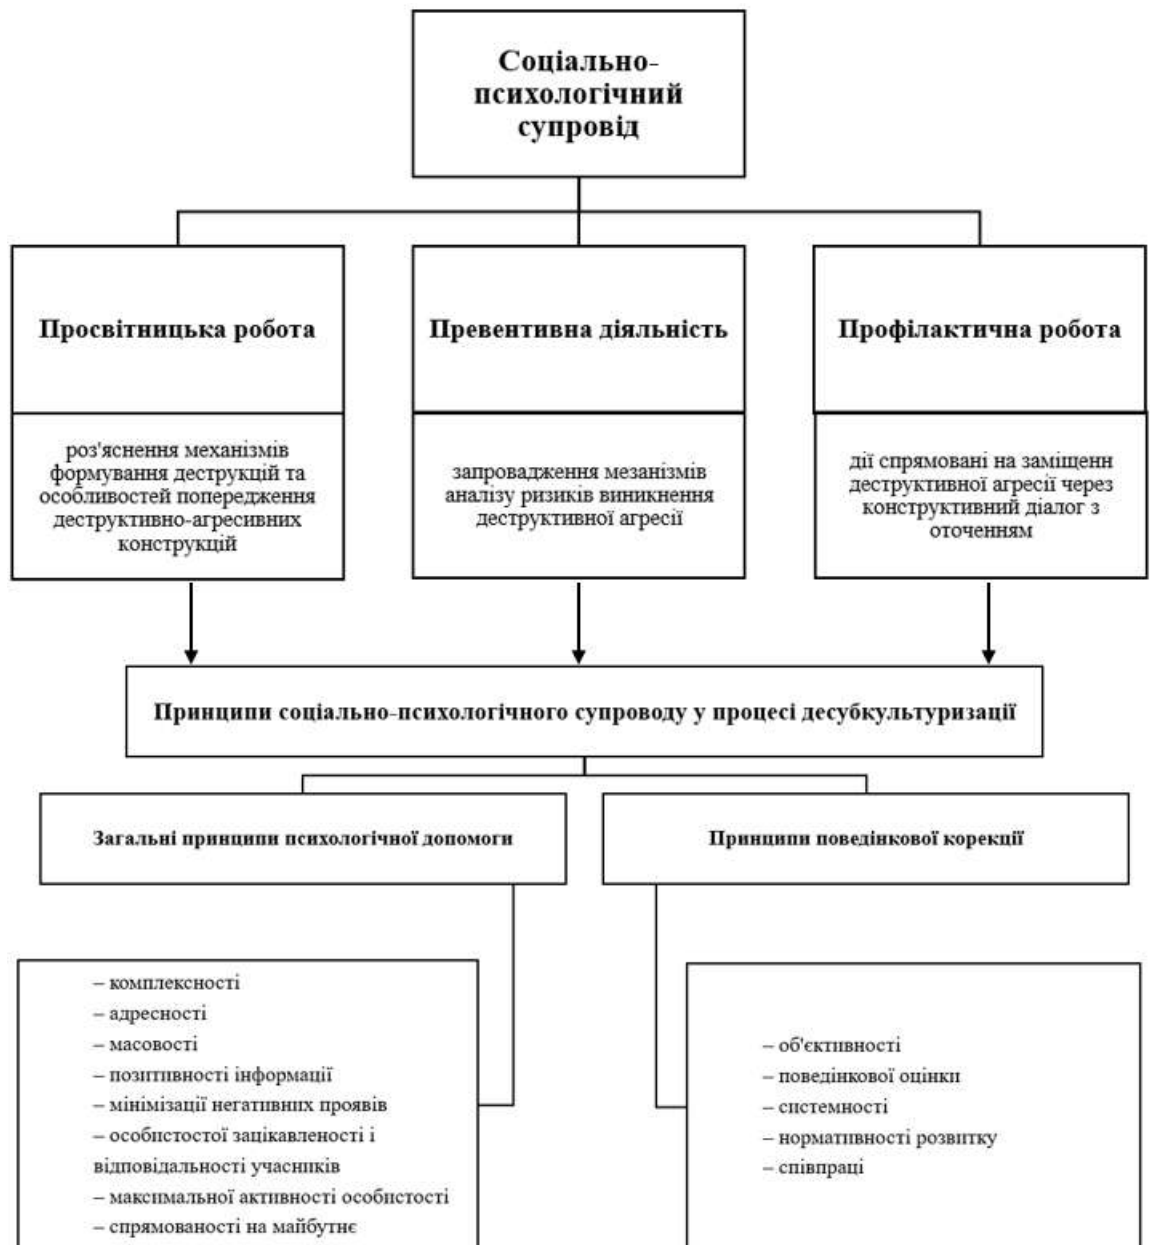 Соціально-
психологічний
супровід
Просвітницька робота
Превентивна діяльність
Профілактична робота
роз'яснення механізмів
формування деструкцій та
особливостей попередження
деструктивно-агресивних
конструкцій
запровадження мезанізмів
аналізу ризиків виникнення
деструктивної агресії
дії спрямовані на заміщенн
деструктивної агресії через
конструктивний діалог з
оточенням
Принципи соціально-психологічного супроводу у процесі десубкультуризації
Загальні принципи психологічної допомоги
Принципи поведінкової корекції
– комплексності
– адресності
– масовості
– позитивності інформації
– мінімізації негативних проявів
– особистостої зацікавленості і
відповідальності учасників
– максимальної активності особистості
– спрямованості на майбутнє
– об'єктивності
– поведінкової оцінки
– системності
– нормативності розвитку
– співпраці